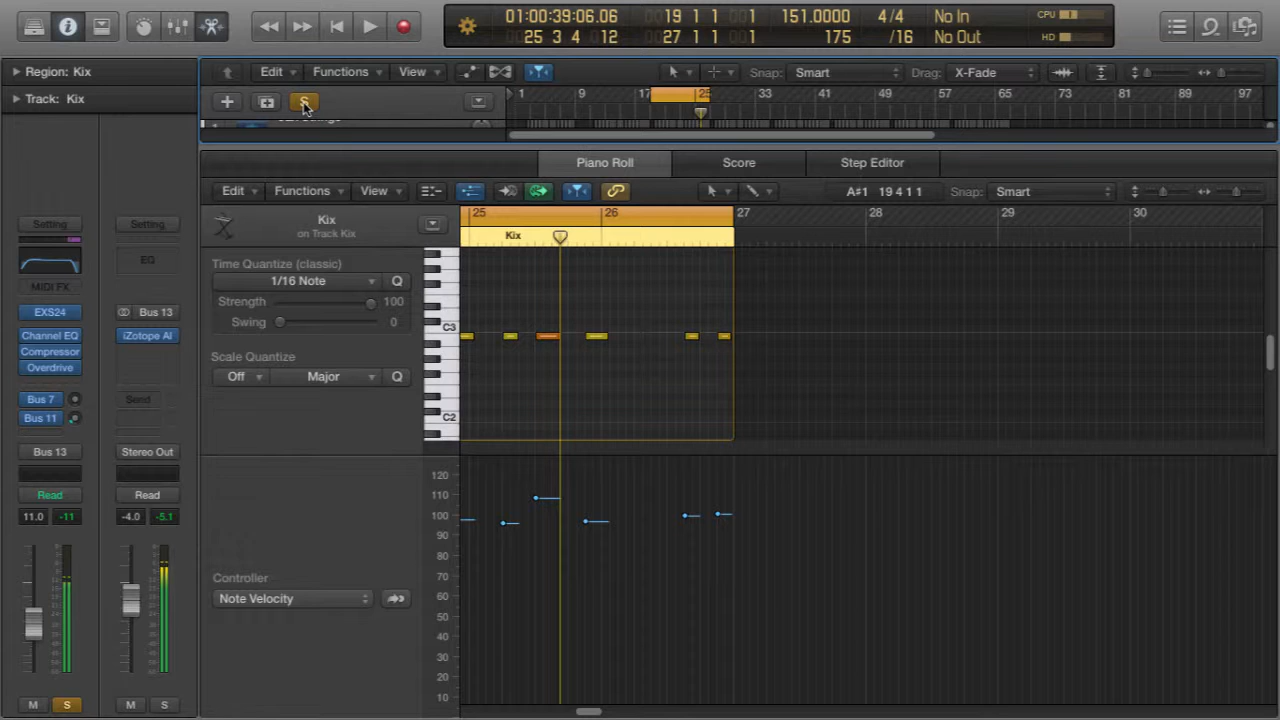 01:00:39:06.06 0019 1 1 001 151.0000 4/4 No In CPU
25 3 4 0012 0027 1 1 001 175 /16 No Out HD
Region: Kix
Edit Functions View Snap: Smart Drag: X-Fade
Track: Kix
S 1 9 17 25 33 41 49 57 65 73 81 89 97
Piano Roll Score Step Editor
Edit Functions View A♯1 19 4 1 1 Snap: Smart
25 26 27 28 29 30
Kix
on Track Kix
Kix
Setting Setting
EQ
MIDI FX
Time Quantize (classic)
1/16 Note Q
Strength 100
Swing 0
C3
EXS24 Bus 13
Channel EQ iZotope Al
Compressor
Overdrive
Scale Quantize
Off Major Q
Bus 7 Send
Bus 11
C2
Bus 13 Stereo Out
Read Read
11.0 -11 -4.0 -5.1
120
110
100
90
80
70
60
50
40
30
20
10
Controller
Note Velocity
M S M S